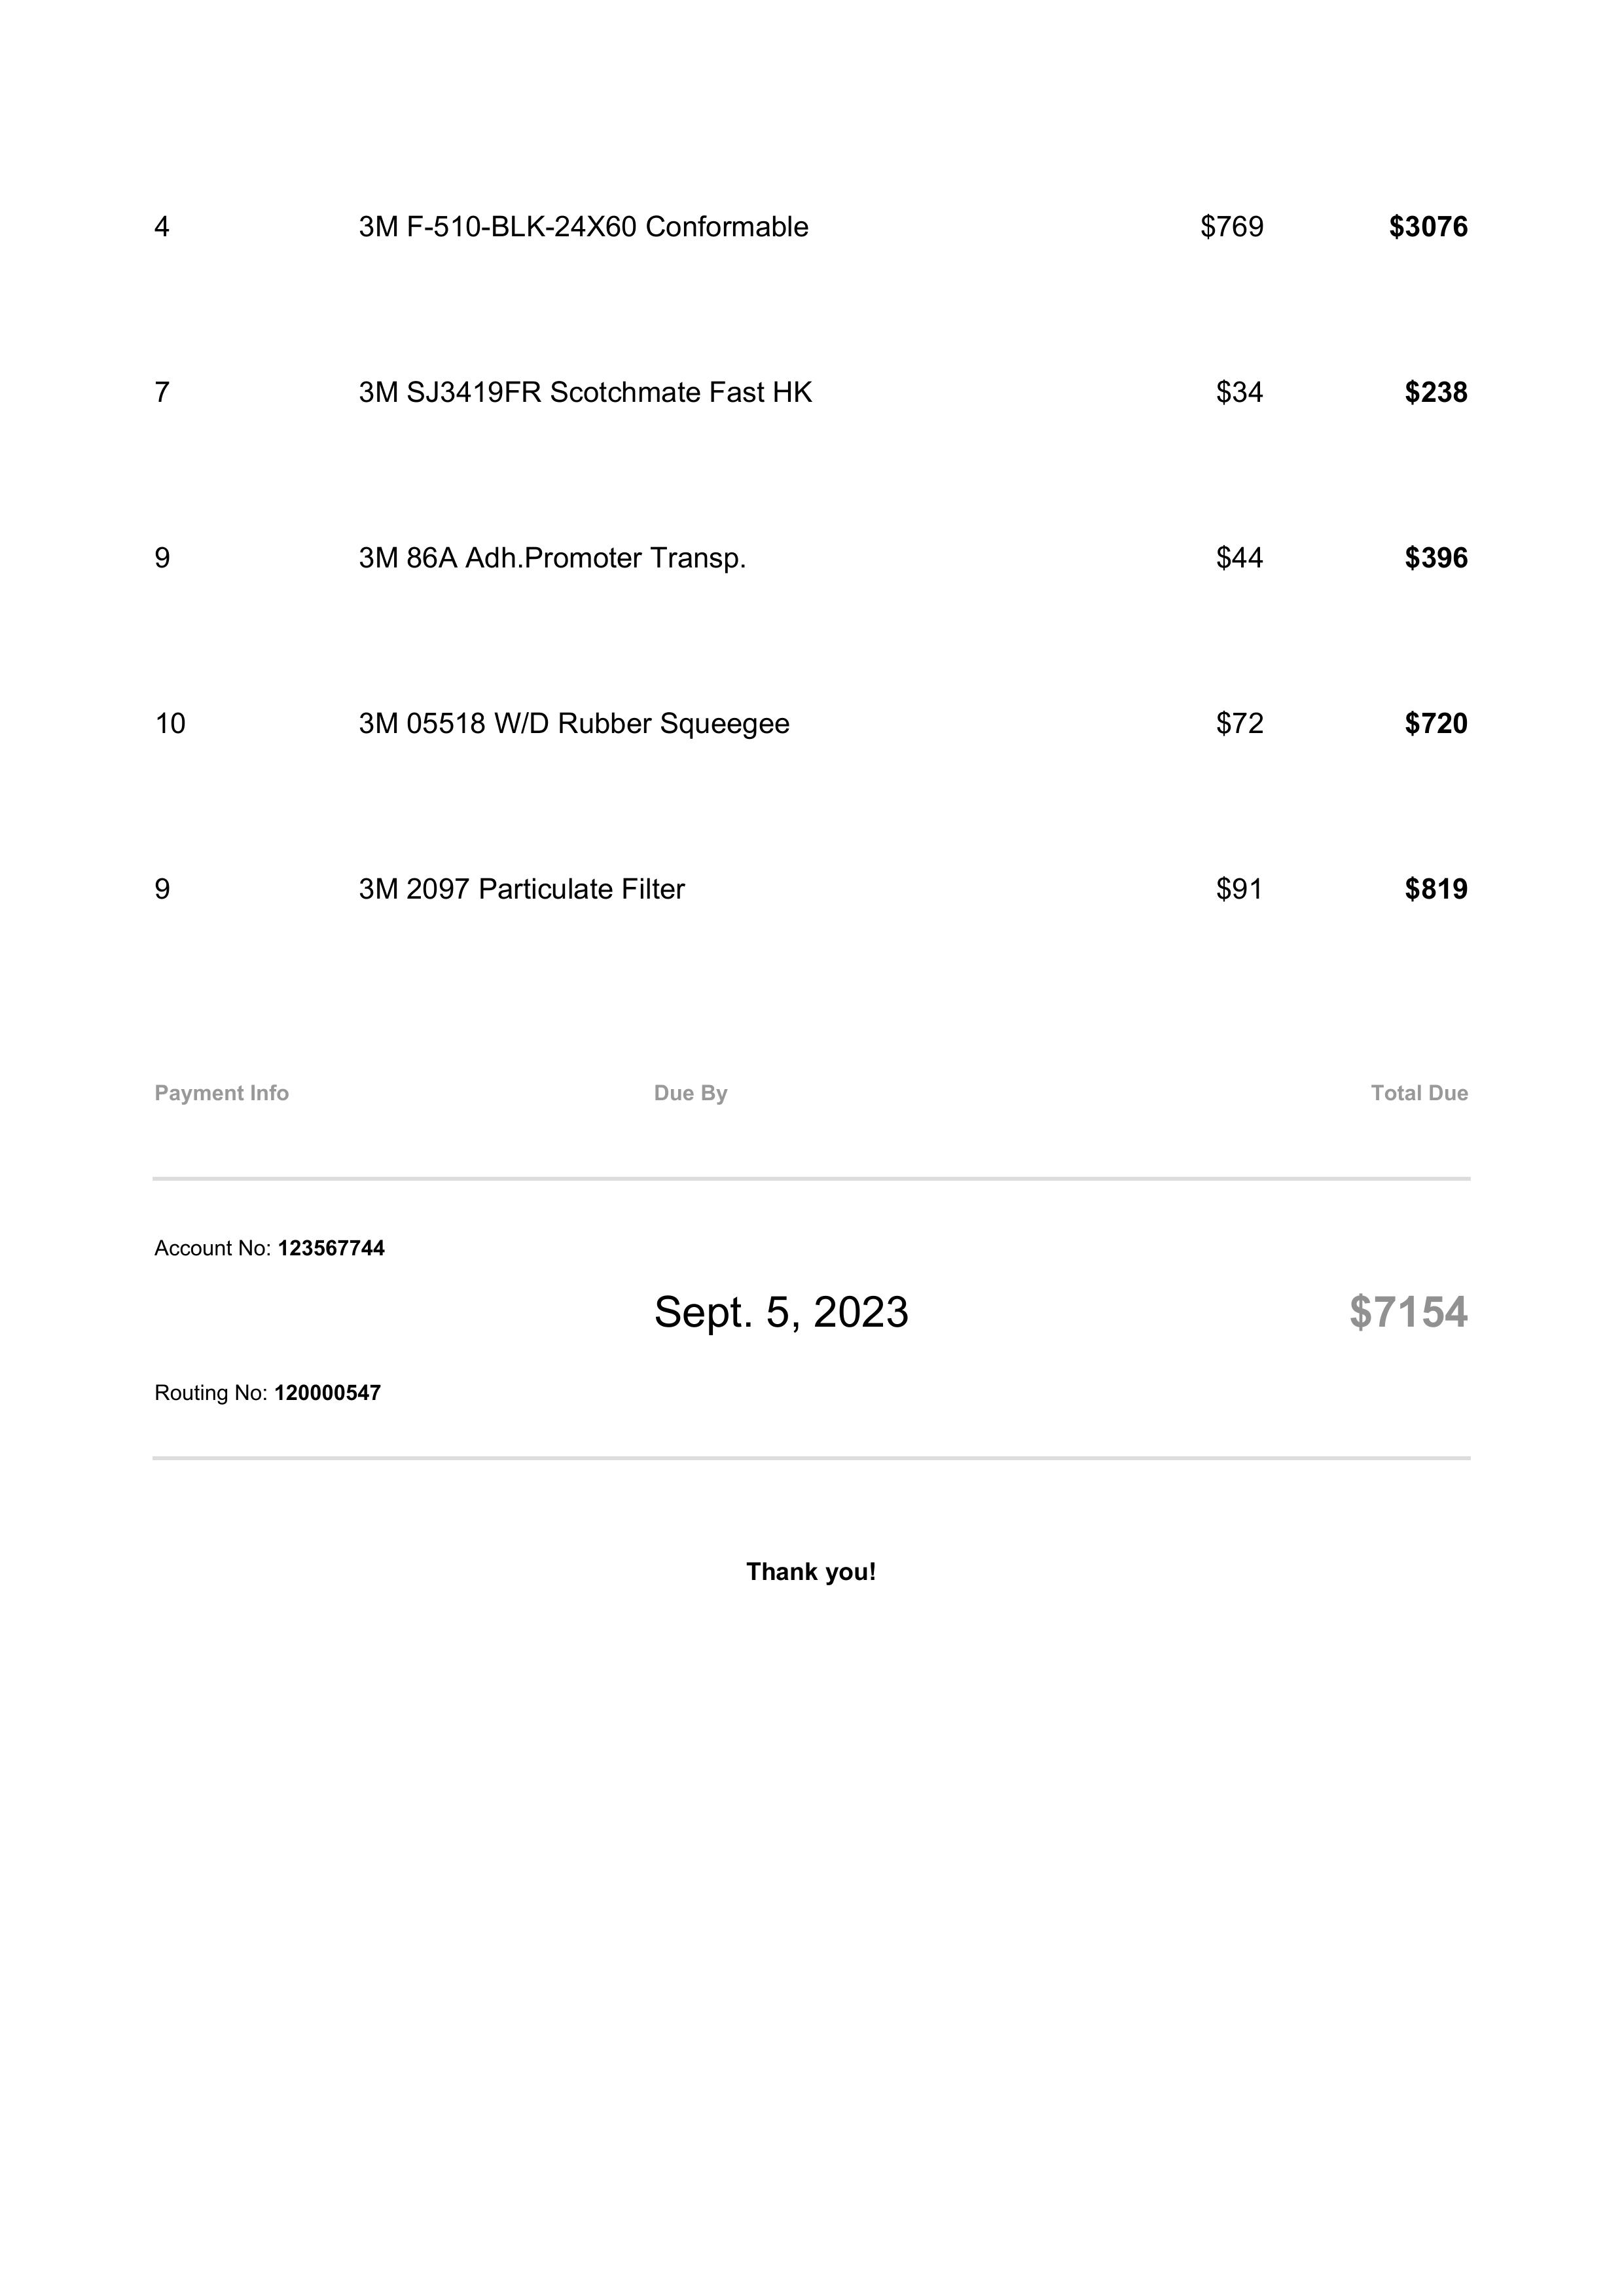 4 3M F-510-BLK-24X60 Conformable $769 $3076
7 3M SJ3419FR Scotchmate Fast HK $34 $238
9 3M 86A Adh.Promoter Transp. $44 $396
10 3M 05518 W/D Rubber Squeegee $72 $720
9 3M 2097 Particulate Filter $91 $819
Payment Info Due By Total Due
Account No: 123567744
Sept. 5, 2023 $7154
Routing No: 120000547
Thank you!